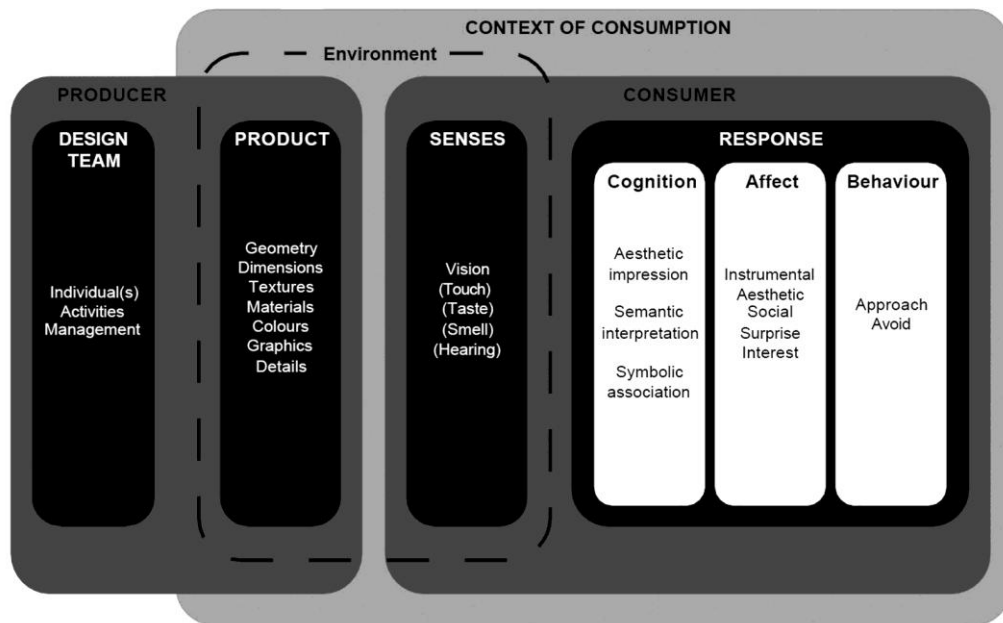 CONTEXT OF CONSUMPTION
Environment
PRODUCER
CONSUMER
DESIGN
TEAM
Individual(s)
Activities
Management
PRODUCT
Geometry
Dimensions
Textures
Materials
Colours
Graphics
Details
SENSES
Vision
(Touch)
(Taste)
(Smell)
(Hearing)
RESPONSE
Cognition
Aesthetic
impression
Semantic
interpretation
Symbolic
association
Affect
Instrumental
Aesthetic
Social
Surprise
Interest
Behaviour
Approach
Avoid